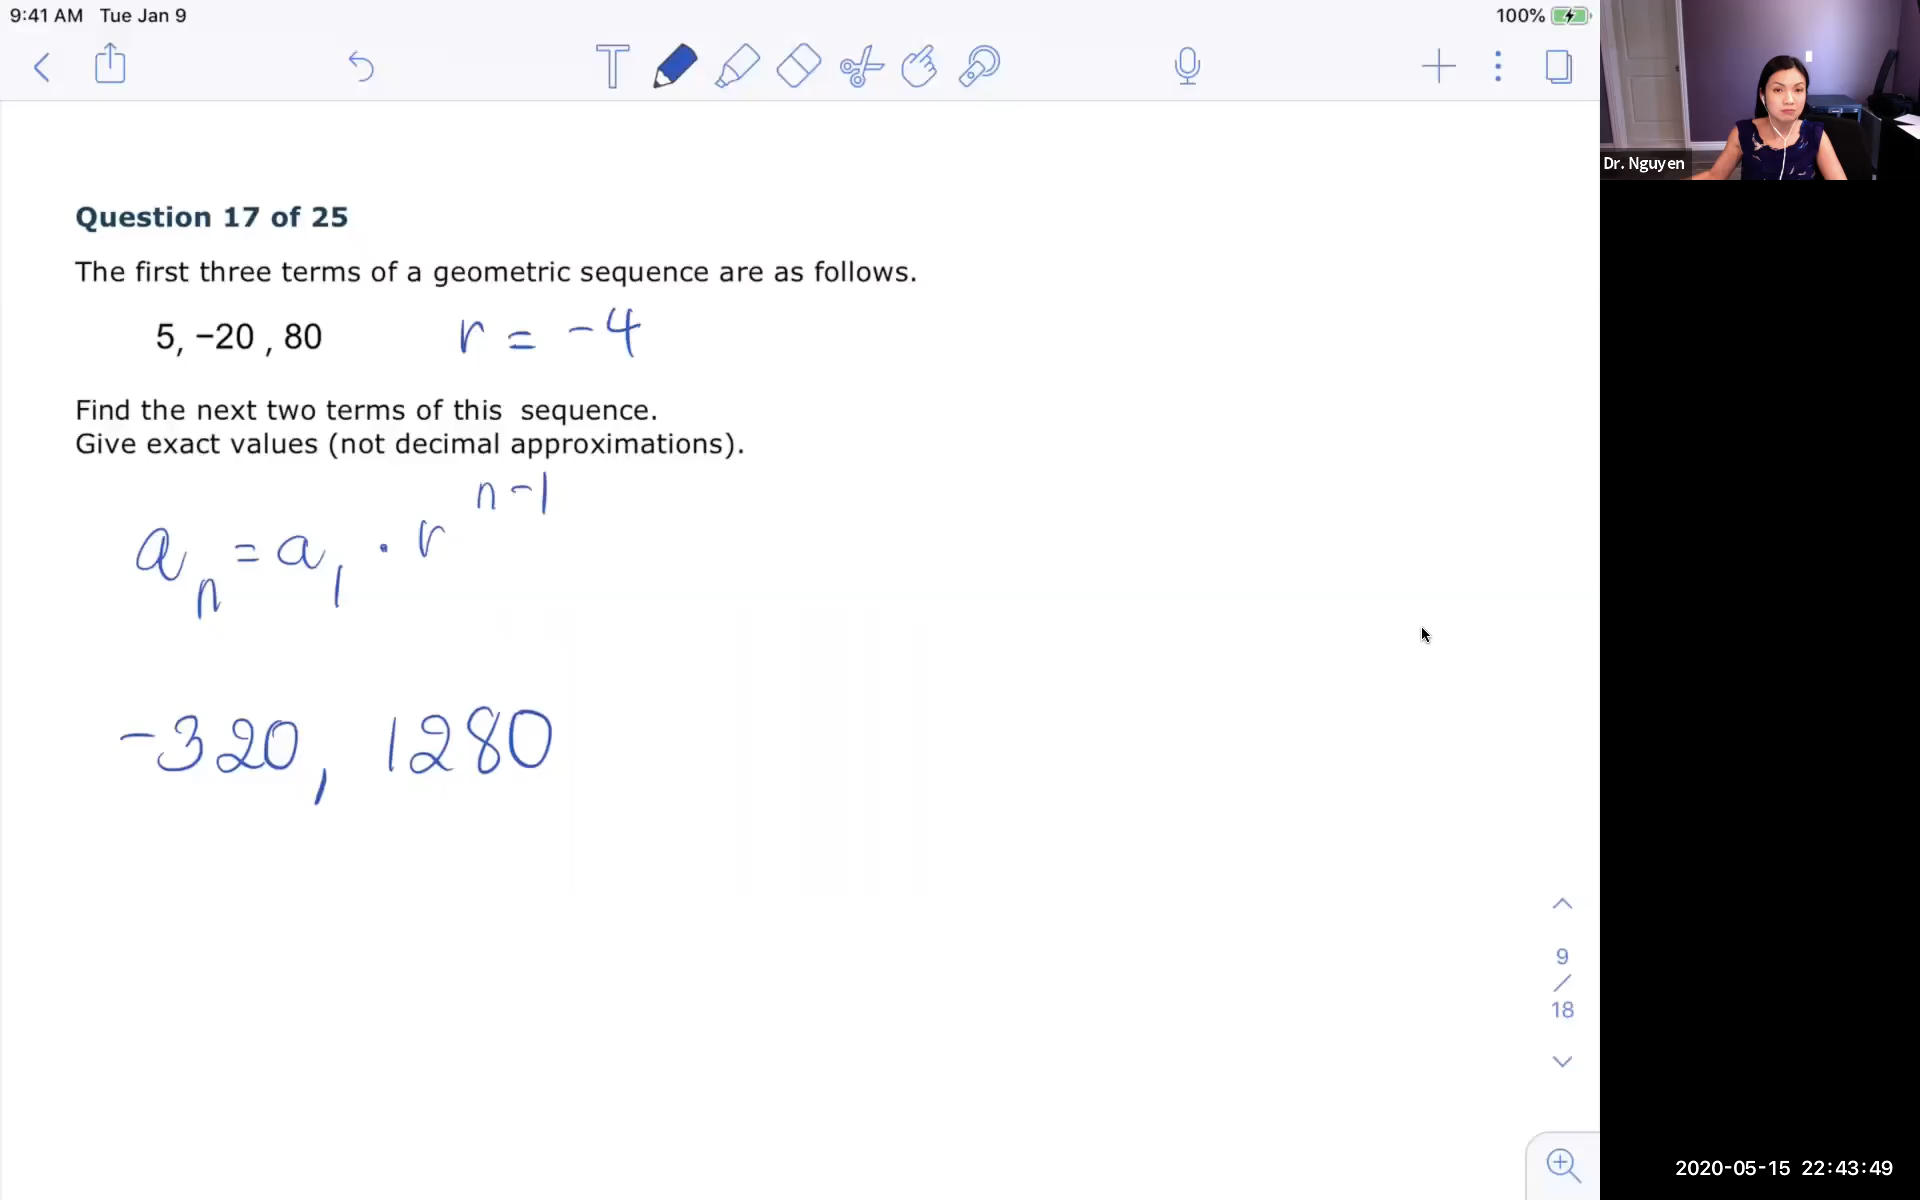 9:41 AM Tue Jan 9
100%
Dr. Nguyen
Question 17 of 25
The first three terms of a geometric sequence are as follows.
5, −20 , 80 r = -4
Find the next two terms of this sequence.
Give exact values (not decimal approximations).
aₙ = a₁ · rⁿ⁻¹
-320, 1280
9
/
18
2020-05-15 22:43:49